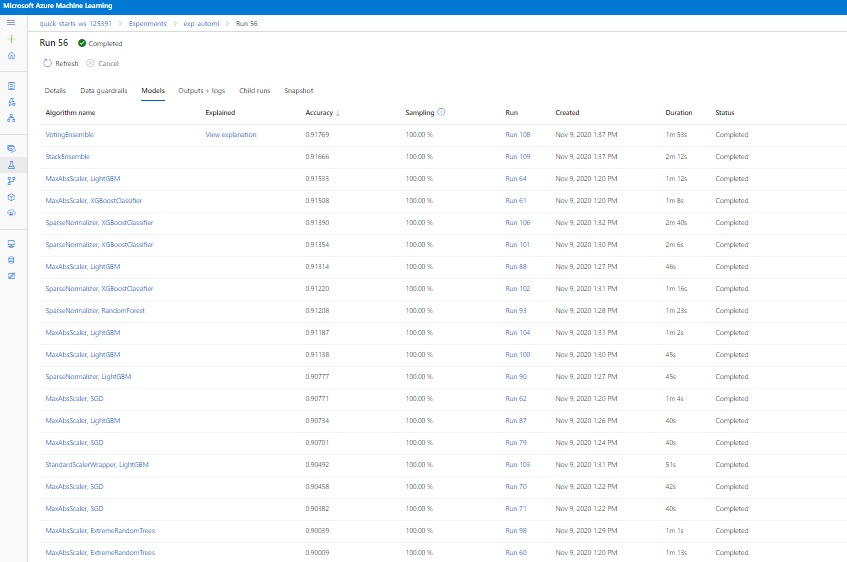 Microsoft Azure Machine Learning
quick-starts-ws-125391 > Experiments > exp-automl > Run 56
Run 56 Completed
Refresh Cancel
Details Data guardrails Models Outputs + logs Child runs Snapshot
Algorithm name Explained Accuracy ↓ Sampling Run Created Duration Status
VotingEnsemble View explanation 0.91769 100.00 % Run 108 Nov 9, 2020 1:37 PM 1m 53s Completed
StackEnsemble 0.91666 100.00 % Run 109 Nov 9, 2020 1:37 PM 2m 12s Completed
MaxAbsScaler, LightGBM 0.91533 100.00 % Run 64 Nov 9, 2020 1:20 PM 1m 12s Completed
MaxAbsScaler, XGBoostClassifier 0.91508 100.00 % Run 61 Nov 9, 2020 1:20 PM 1m 8s Completed
SparseNormalizer, XGBoostClassifier 0.91390 100.00 % Run 106 Nov 9, 2020 1:32 PM 2m 40s Completed
SparseNormalizer, XGBoostClassifier 0.91354 100.00 % Run 101 Nov 9, 2020 1:30 PM 2m 6s Completed
MaxAbsScaler, LightGBM 0.91314 100.00 % Run 88 Nov 9, 2020 1:27 PM 46s Completed
SparseNormalizer, XGBoostClassifier 0.91220 100.00 % Run 102 Nov 9, 2020 1:31 PM 1m 16s Completed
SparseNormalizer, RandomForest 0.91208 100.00 % Run 93 Nov 9, 2020 1:28 PM 1m 23s Completed
MaxAbsScaler, LightGBM 0.91187 100.00 % Run 104 Nov 9, 2020 1:31 PM 1m 2s Completed
MaxAbsScaler, LightGBM 0.91138 100.00 % Run 100 Nov 9, 2020 1:30 PM 45s Completed
SparseNormalizer, LightGBM 0.90777 100.00 % Run 90 Nov 9, 2020 1:27 PM 45s Completed
MaxAbsScaler, SGD 0.90771 100.00 % Run 62 Nov 9, 2020 1:20 PM 1m 4s Completed
MaxAbsScaler, LightGBM 0.90734 100.00 % Run 87 Nov 9, 2020 1:26 PM 40s Completed
MaxAbsScaler, SGD 0.90701 100.00 % Run 79 Nov 9, 2020 1:24 PM 40s Completed
StandardScalerWrapper, LightGBM 0.90492 100.00 % Run 103 Nov 9, 2020 1:31 PM 51s Completed
MaxAbsScaler, SGD 0.90458 100.00 % Run 70 Nov 9, 2020 1:22 PM 42s Completed
MaxAbsScaler, SGD 0.90382 100.00 % Run 71 Nov 9, 2020 1:22 PM 40s Completed
MaxAbsScaler, ExtremeRandomTrees 0.90039 100.00 % Run 98 Nov 9, 2020 1:29 PM 1m 1s Completed
MaxAbsScaler, ExtremeRandomTrees 0.90009 100.00 % Run 60 Nov 9, 2020 1:20 PM 1m 13s Completed